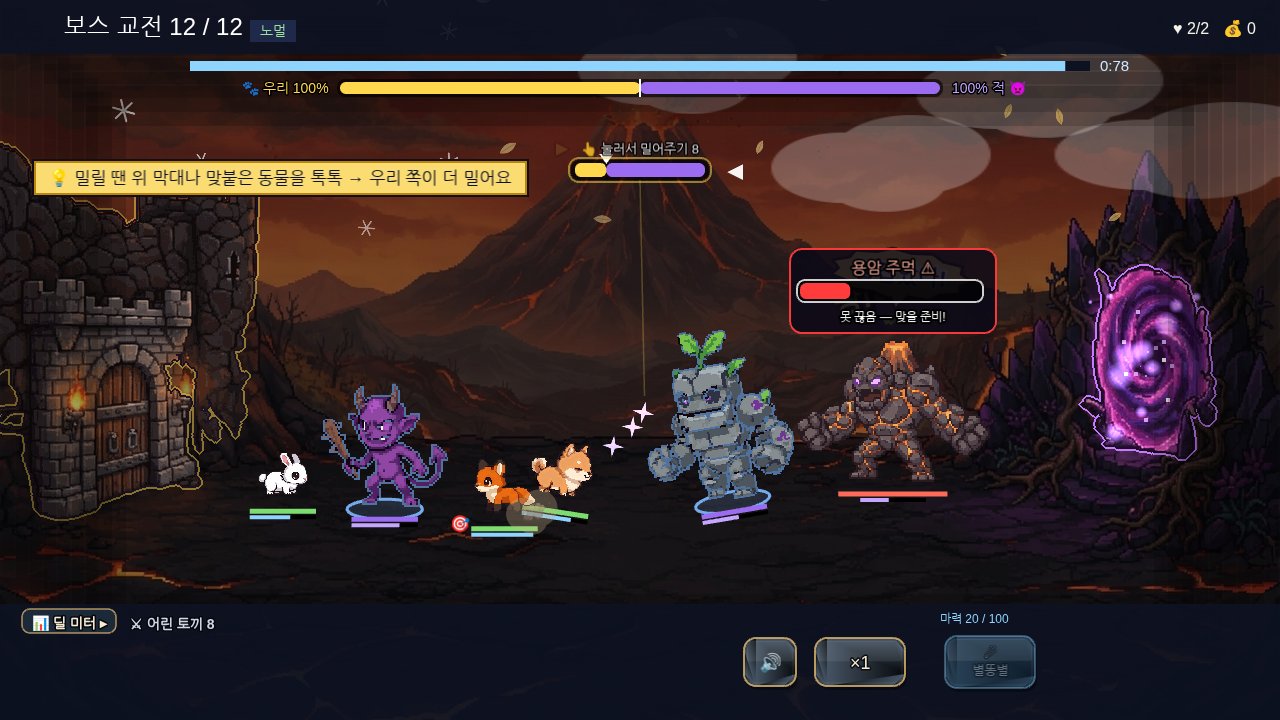 보스 교전 12 / 12 노멀
♥ 2/2 💰 0
0:78
🐾 우리 100%
100% 적 😈
👆 눌러서 밀어주기 8
💡 밀릴 땐 위 막대나 맞붙은 동물을 톡톡 → 우리 쪽이 더 밀어요
용암 주먹 ⚠
못 끊음 — 맞을 준비!
📊 딜 미터 ▸
⚔ 어린 토끼 8
마력 20 / 100
×1
별똥별